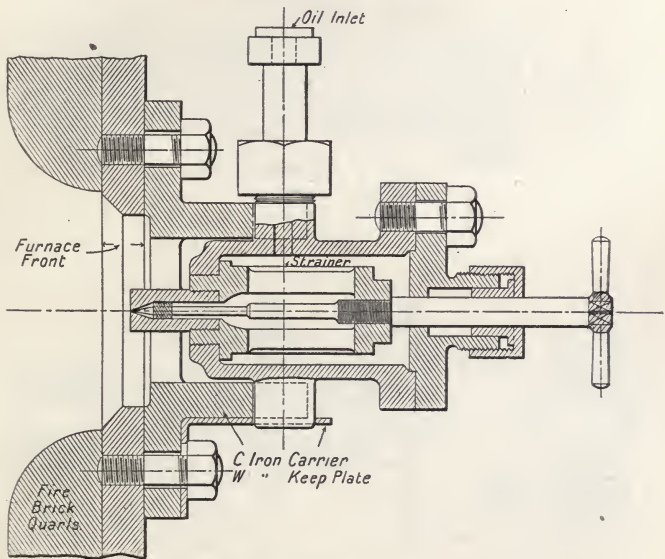 Oil Inlet
Furnace
Front
Strainer
C Iron Carrier
W " Keep Plate
Fire
Brick
Quarls